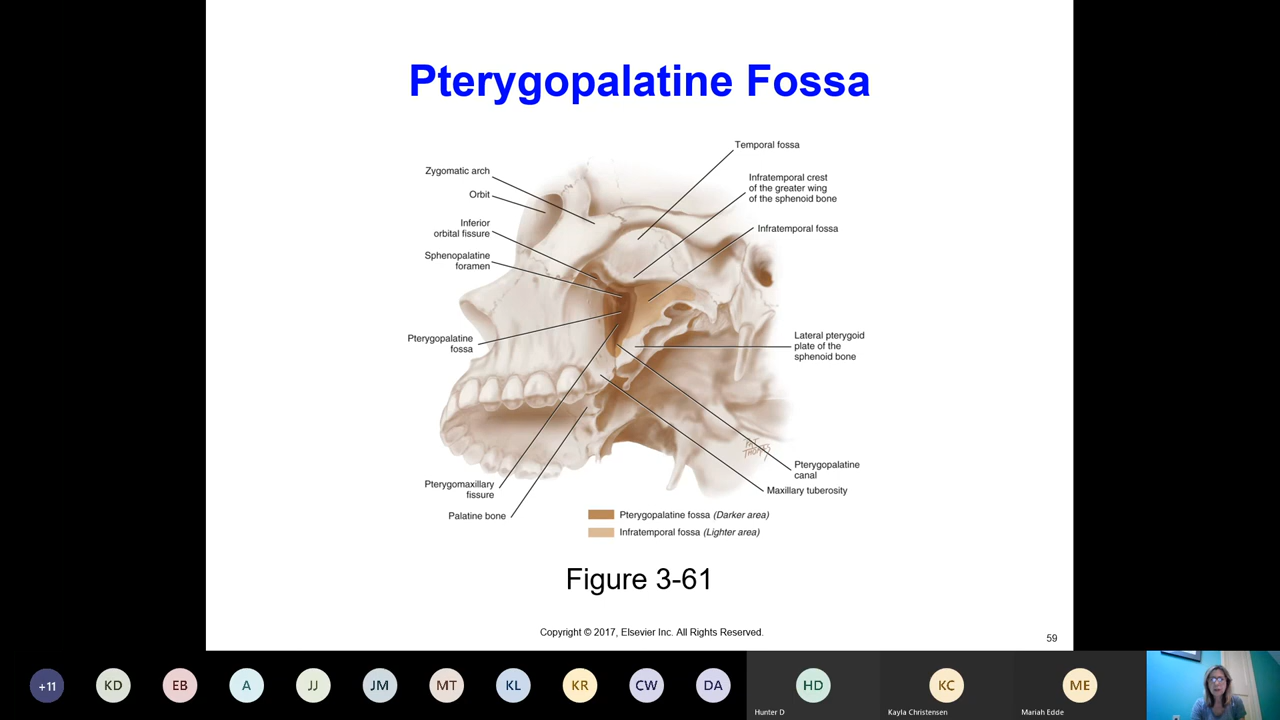 Pterygopalatine Fossa
Temporal fossa
Zygomatic arch
Infratemporal crest
of the greater wing
of the sphenoid bone
Orbit
Inferior
orbital fissure
Infratemporal fossa
Sphenopalatine
foramen
Pterygopalatine
fossa
Lateral pterygoid
plate of the
sphenoid bone
Pterygopalatine
canal
Pterygomaxillary
fissure
Maxillary tuberosity
Palatine bone
Pterygopalatine fossa (Darker area)
Infratemporal fossa (Lighter area)
Figure 3-61
Copyright © 2017, Elsevier Inc. All Rights Reserved.
59
+11
KD
EB
A
JJ
JM
MT
KL
KR
CW
DA
HD
KC
ME
Hunter D
Kayla Christensen
Mariah Edde